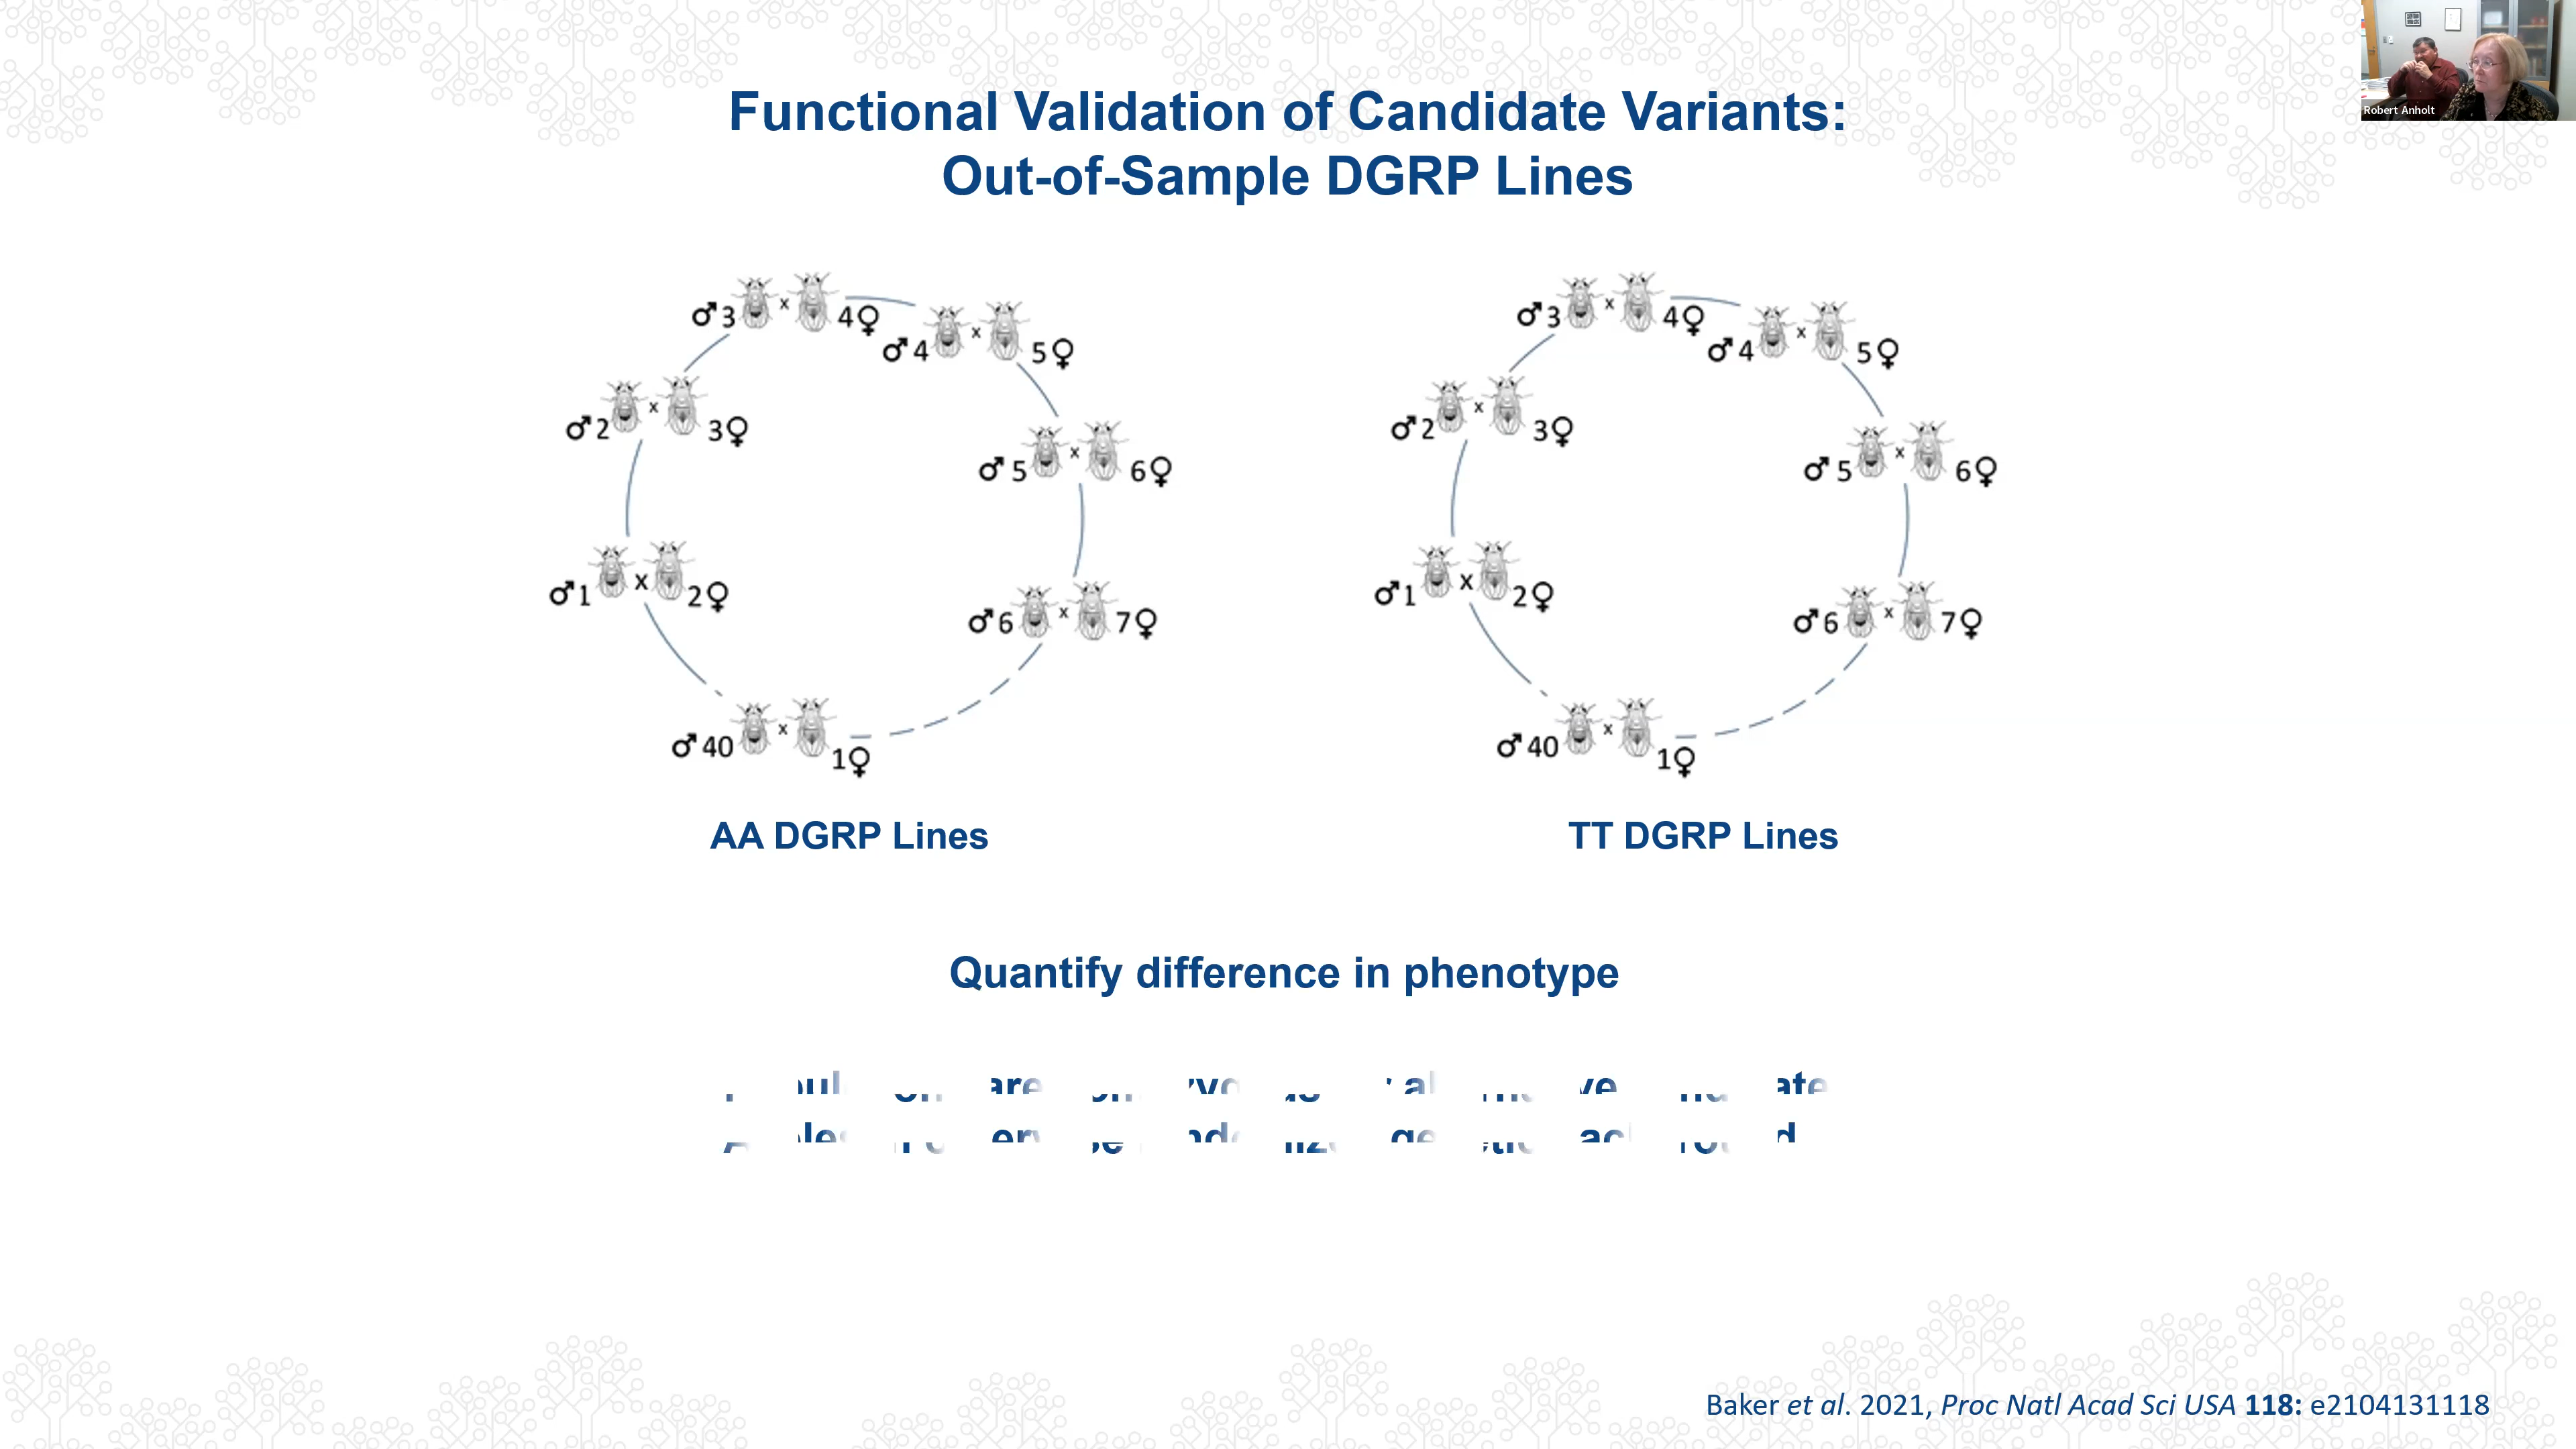 Robert Anholt
Functional Validation of Candidate Variants:
Out-of-Sample DGRP Lines
♂3 x 4♀
♂4 x 5♀
♂2 x 3♀
♂5 x 6♀
♂1 x 2♀
♂6 x 7♀
♂40 x 1♀
AA DGRP Lines
♂3 x 4♀
♂4 x 5♀
♂2 x 3♀
♂5 x 6♀
♂1 x 2♀
♂6 x 7♀
♂40 x 1♀
TT DGRP Lines
Quantify difference in phenotype
Baker et al. 2021, Proc Natl Acad Sci USA 118: e2104131118